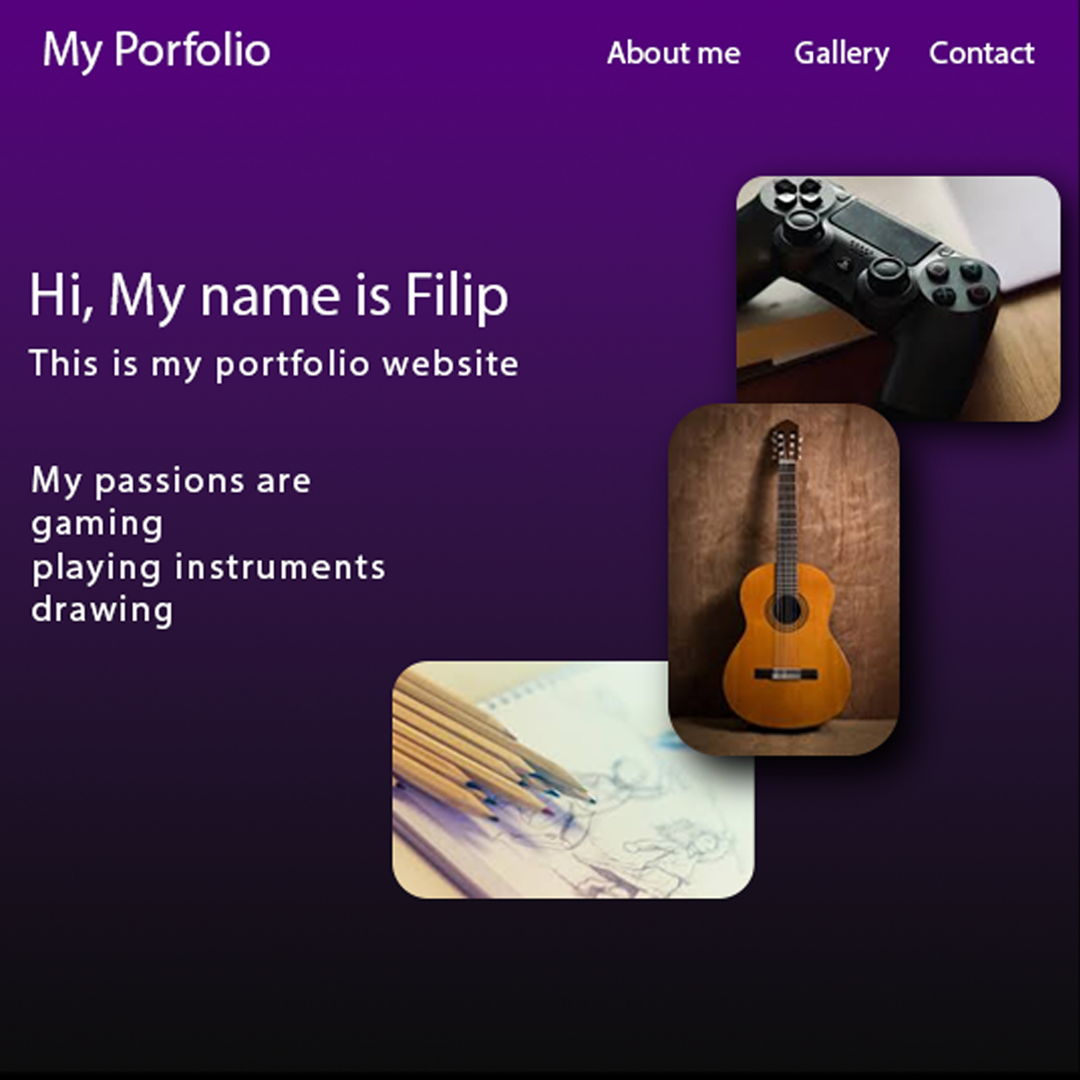 My Porfolio
About me Gallery Contact
Hi, My name is Filip
This is my portfolio website
My passions are
gaming
playing instruments
drawing